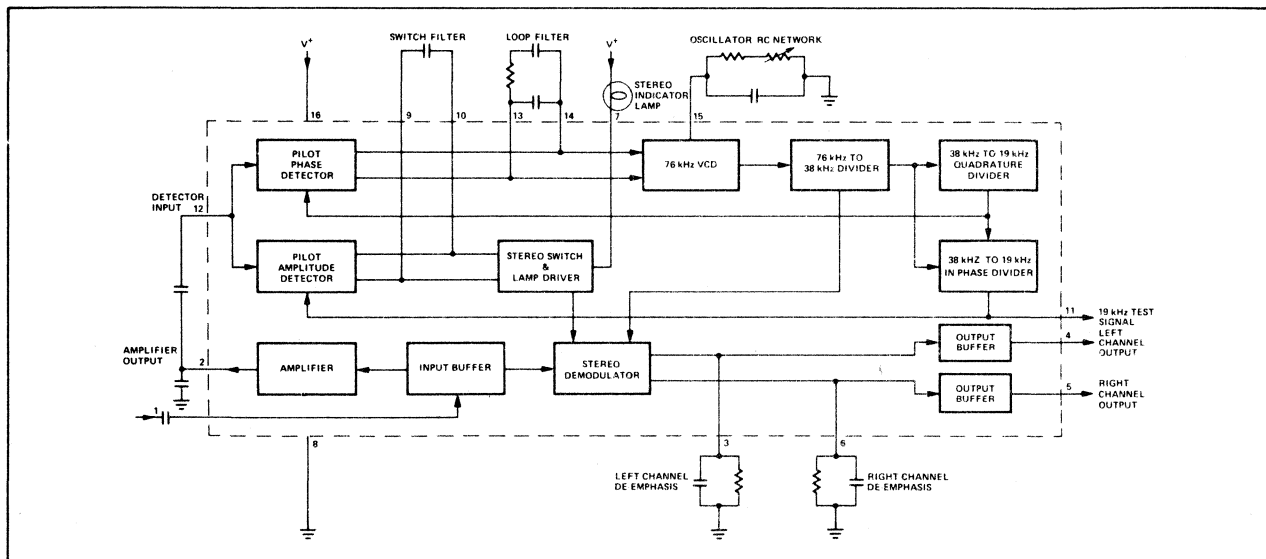 V+
SWITCH FILTER
LOOP FILTER
V+
OSCILLATOR RC NETWORK
STEREO
INDICATOR
LAMP
16
9
10
13
14
7
15
PILOT
PHASE
DETECTOR
76 kHz VCD
76 kHz TO
38 kHz DIVIDER
38 kHz TO 19 kHz
QUADRATURE
DIVIDER
DETECTOR
INPUT
12
PILOT
AMPLITUDE
DETECTOR
STEREO SWITCH
&
LAMP DRIVER
38 kHZ TO 19 kHz
IN PHASE DIVIDER
11
19 kHz TEST
SIGNAL
LEFT
CHANNEL
OUTPUT
4
AMPLIFIER
OUTPUT
2
AMPLIFIER
INPUT BUFFER
STEREO
DEMODULATOR
OUTPUT
BUFFER
OUTPUT
BUFFER
5
RIGHT
CHANNEL
OUTPUT
1
8
3
6
LEFT CHANNEL
DE EMPHASIS
RIGHT CHANNEL
DE EMPHASIS